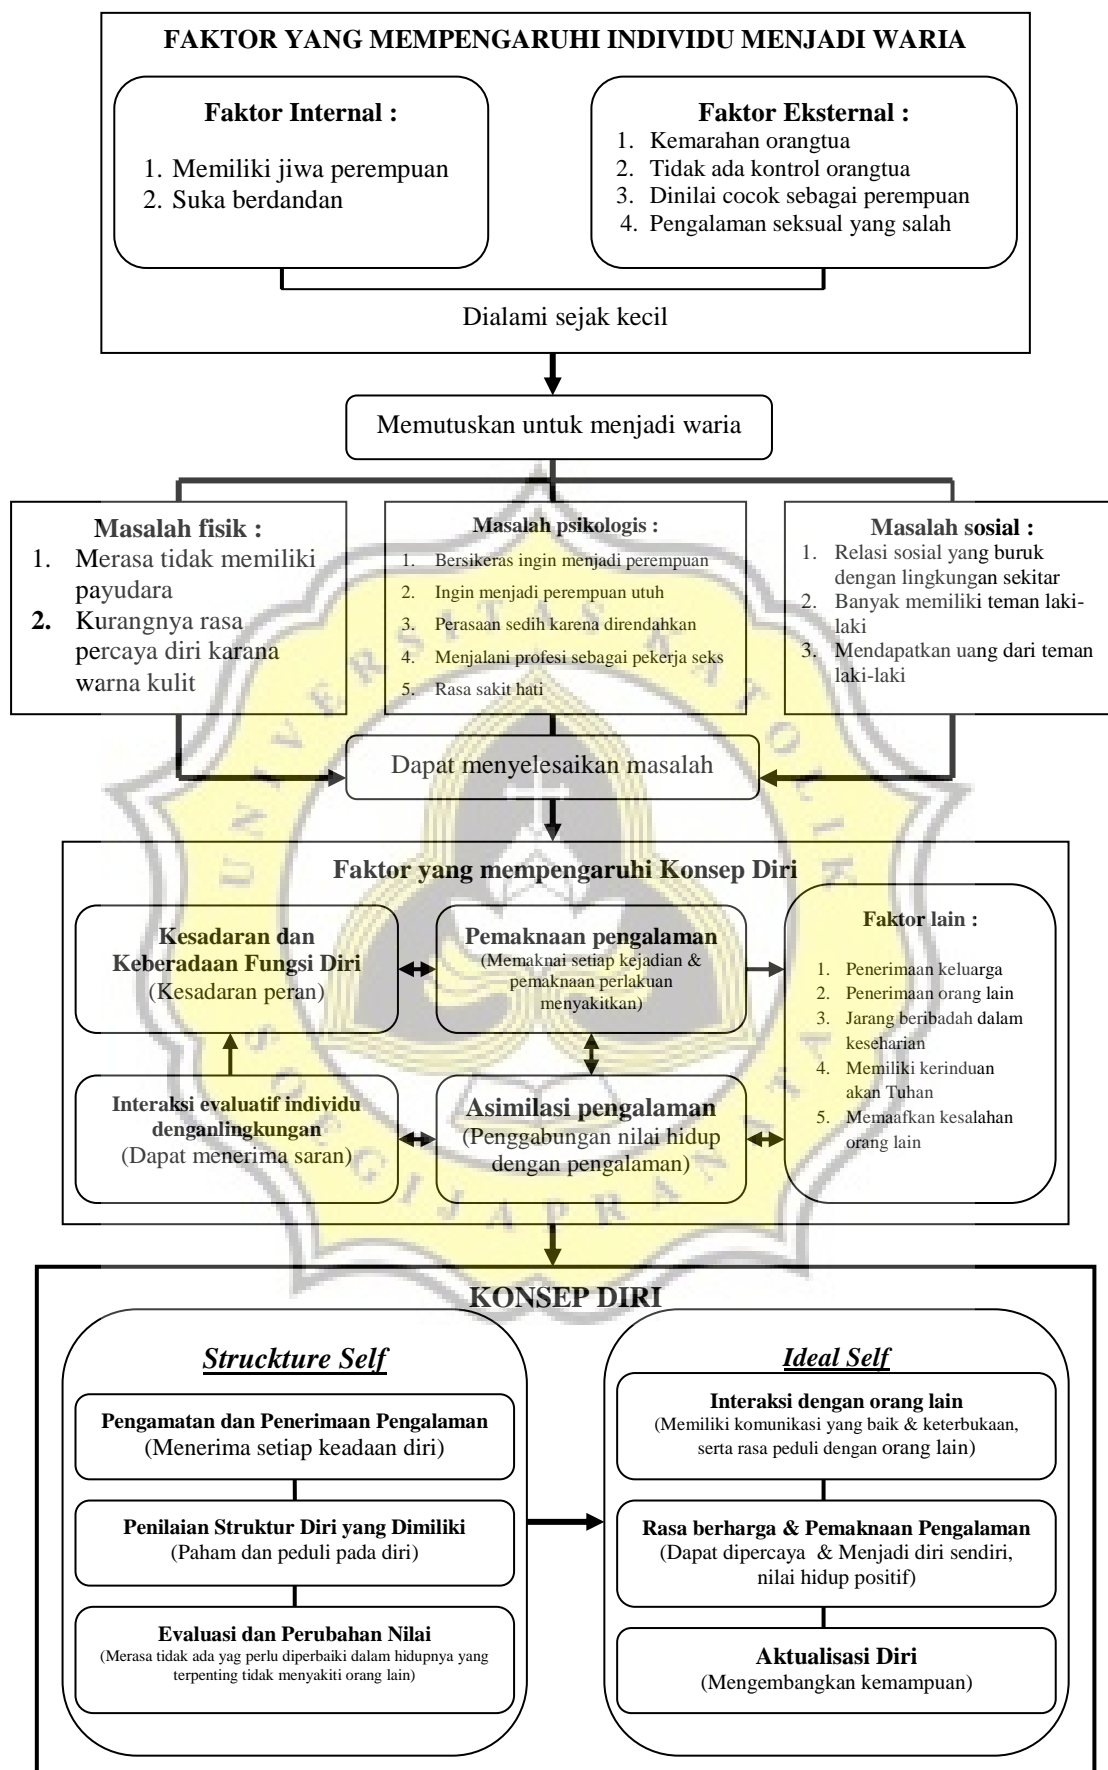 FAKTOR YANG MEMPENGARUHI INDIVIDU MENJADI WARIA
Faktor Internal :
1. Memiliki jiwa perempuan
2. Suka berdandan
Faktor Eksternal :
1. Kemarahan orangtua
2. Tidak ada kontrol orangtua
3. Dinilai cocok sebagai perempuan
4. Pengalaman seksual yang salah
Dialami sejak kecil
Memutuskan untuk menjadi waria
Masalah fisik :
1. Merasa tidak memiliki
payudara
2. Kurangnya rasa
percaya diri karana
warna kulit
Masalah psikologis :
1. Bersikeras ingin menjadi perempuan
2. Ingin menjadi perempuan utuh
3. Perasaan sedih karena direndahkan
4. Menjalani profesi sebagai pekerja seks
5. Rasa sakit hati
Masalah sosial :
1. Relasi sosial yang buruk
dengan lingkungan sekitar
2. Banyak memiliki teman laki-
laki
3. Mendapatkan uang dari teman
laki-laki
Dapat menyelesaikan masalah
Faktor yang mempengaruhi Konsep Diri
Kesadaran dan
Keberadaan Fungsi Diri
(Kesadaran peran)
Pemaknaan pengalaman
(Memaknai setiap kejadian &
pemaknaan perlakuan
menyakitkan)
Faktor lain :
1. Penerimaan keluarga
2. Penerimaan orang lain
3. Jarang beribadah dalam
keseharian
4. Memiliki kerinduan
akan Tuhan
5. Memaafkan kesalahan
orang lain
Interaksi evaluatif individu
denganlingkungan
(Dapat menerima saran)
Asimilasi pengalaman
(Penggabungan nilai hidup
dengan pengalaman)
KONSEP DIRI
Struckture Self
Pengamatan dan Penerimaan Pengalaman
(Menerima setiap keadaan diri)
Penilaian Struktur Diri yang Dimiliki
(Paham dan peduli pada diri)
Evaluasi dan Perubahan Nilai
(Merasa tidak ada yag perlu diperbaiki dalam hidupnya yang
terpenting tidak menyakiti orang lain)
Ideal Self
Interaksi dengan orang lain
(Memiliki komunikasi yang baik & keterbukaan,
serta rasa peduli dengan orang lain)
Rasa berharga & Pemaknaan Pengalaman
(Dapat dipercaya & Menjadi diri sendiri,
nilai hidup positif)
Aktualisasi Diri
(Mengembangkan kemampuan)
UNIVERSITAS KATOLIK
SOEGIJAPRANATA